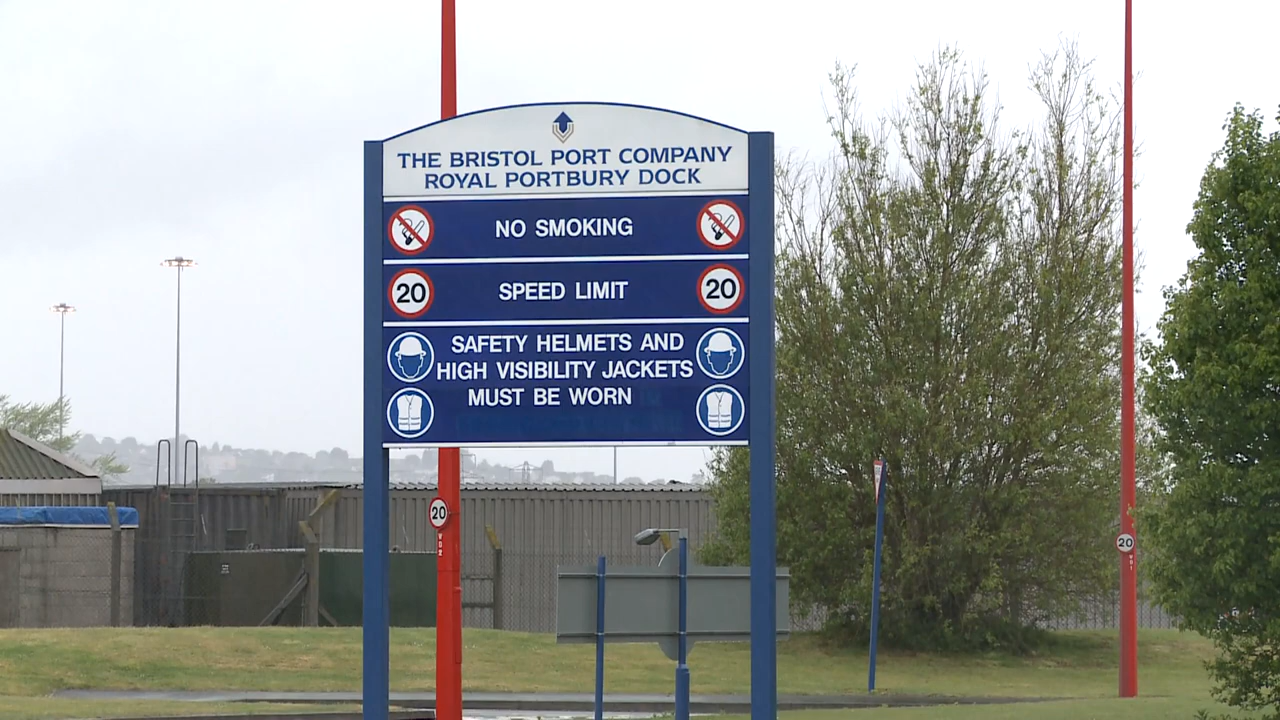 THE BRISTOL PORT COMPANY
ROYAL PORTBURY DOCK
NO SMOKING
20 SPEED LIMIT 20
SAFETY HELMETS AND
HIGH VISIBILITY JACKETS
MUST BE WORN
20
20